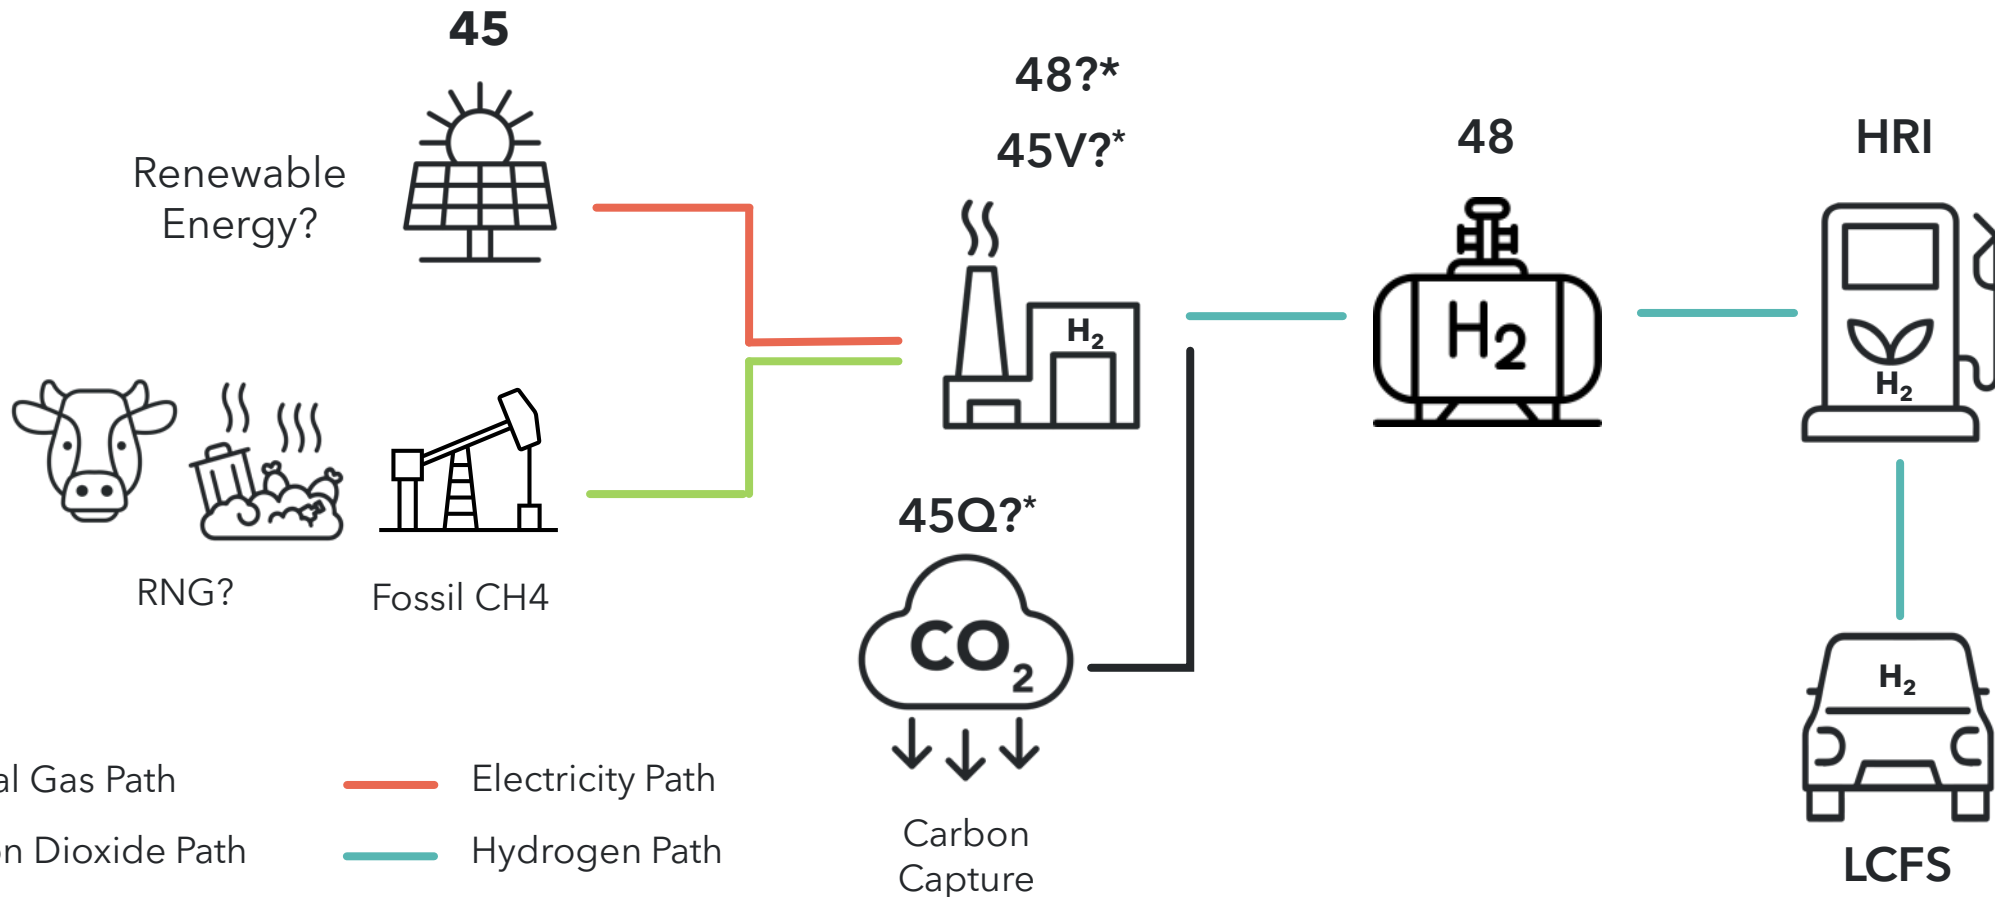 45
48?*
45V?*
48
HRI
Renewable
Energy?
H2
H2
H2
RNG?
Fossil CH4
45Q?*
CO2
H2
al Gas Path
Electricity Path
n Dioxide Path
Hydrogen Path
Carbon
Capture
LCFS